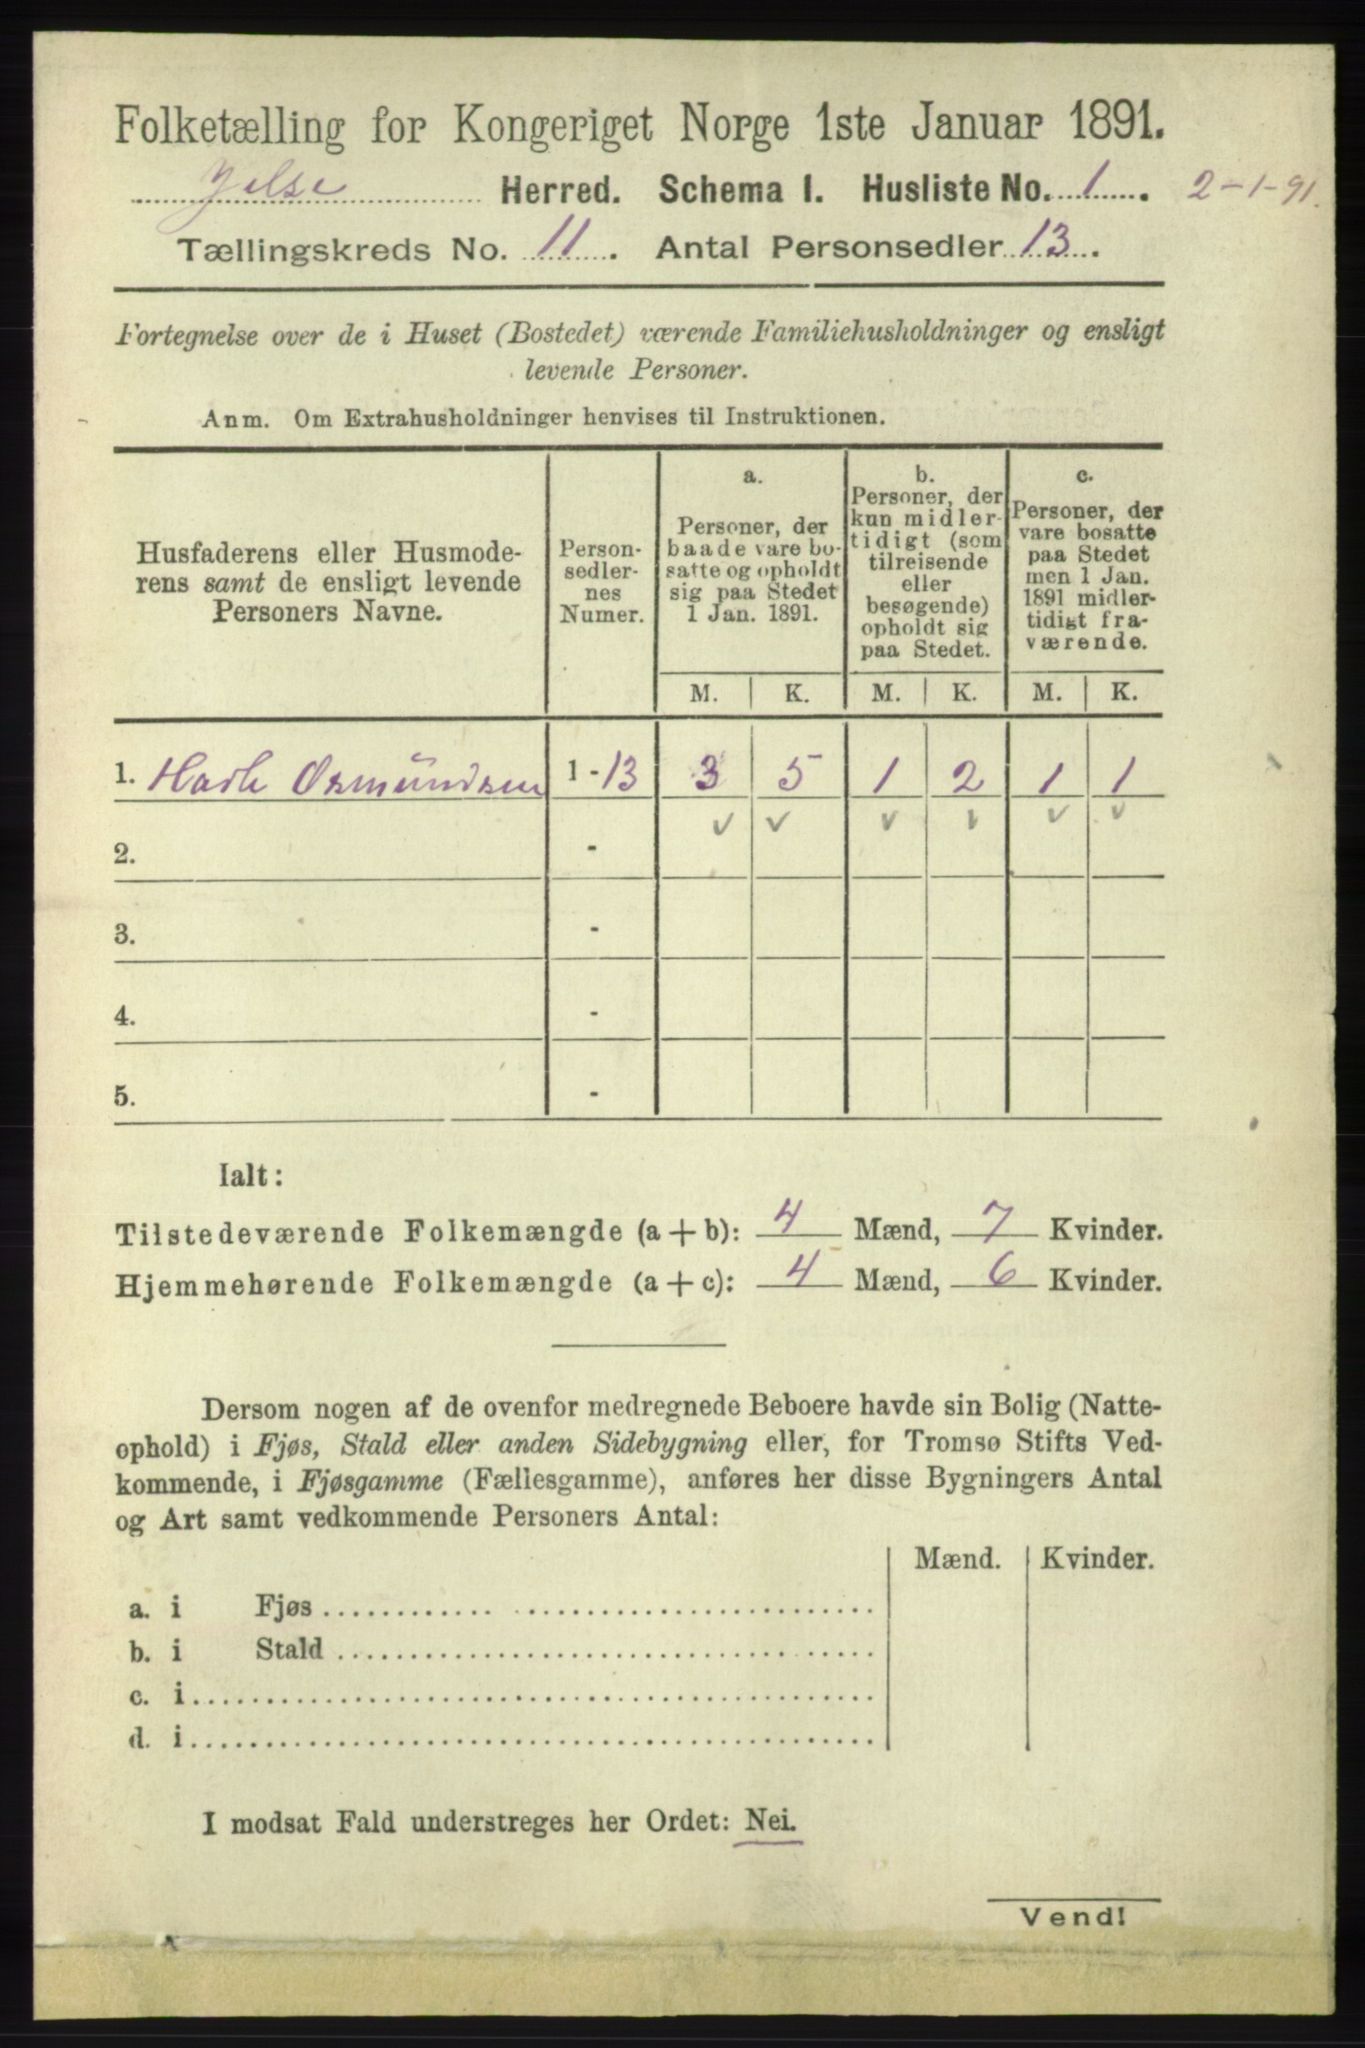 Folketælling for Kongeriget Norge 1ste Januar 1891.
Jelse Herred. Schema I. Husliste No. 1. 2-1-91.
Tællingskreds No. 11. Antal Personsedler 13.
Fortegnelse over de i Huset (Bostedet) værende Familiehusholdninger og ensligt
levende Personer.
Anm. Om Extrahusholdninger henvises til Instruktionen.
Husfaderens eller Husmode-
rens samt de ensligt levende
Personers Navne.
Person-
sedler-
nes
Numer.
a.
Personer, der
baade vare bo-
satte og opholdt
sig paa Stedet
1 Jan. 1891.
b.
Personer, der
kun midler-
tidigt (som
tilreisende
eller
besøgende)
opholdt sig
paa Stedet.
c.
Personer, der
vare bosatte
paa Stedet
men 1 Jan.
1891 midler-
tidigt fra-
værende.
M. K. M. K. M. K.
1. Osmundsen 1-13 3 5 1 2 1 1
2. -
3. -
4. -
5. -
Ialt:
Tilstedeværende Folkemængde (a+b): 4 Mænd, 7 Kvinder.
Hjemmehørende Folkemængde (a+c): 4 Mænd, 6 Kvinder.
Dersom nogen af de ovenfor medregnede Beboere havde sin Bolig (Natte-
ophold) i Fjøs, Stald eller anden Sidebygning eller, for Tromsø Stifts Ved-
kommende, i Fjøsgamme (Fællesgamme), anføres her disse Bygningers Antal
og Art samt vedkommende Personers Antal:
Mænd. Kvinder.
a. i Fjøs
b. i Stald
c. i
d. i
I modsat Fald understreges her Ordet: Nei.
Vend!